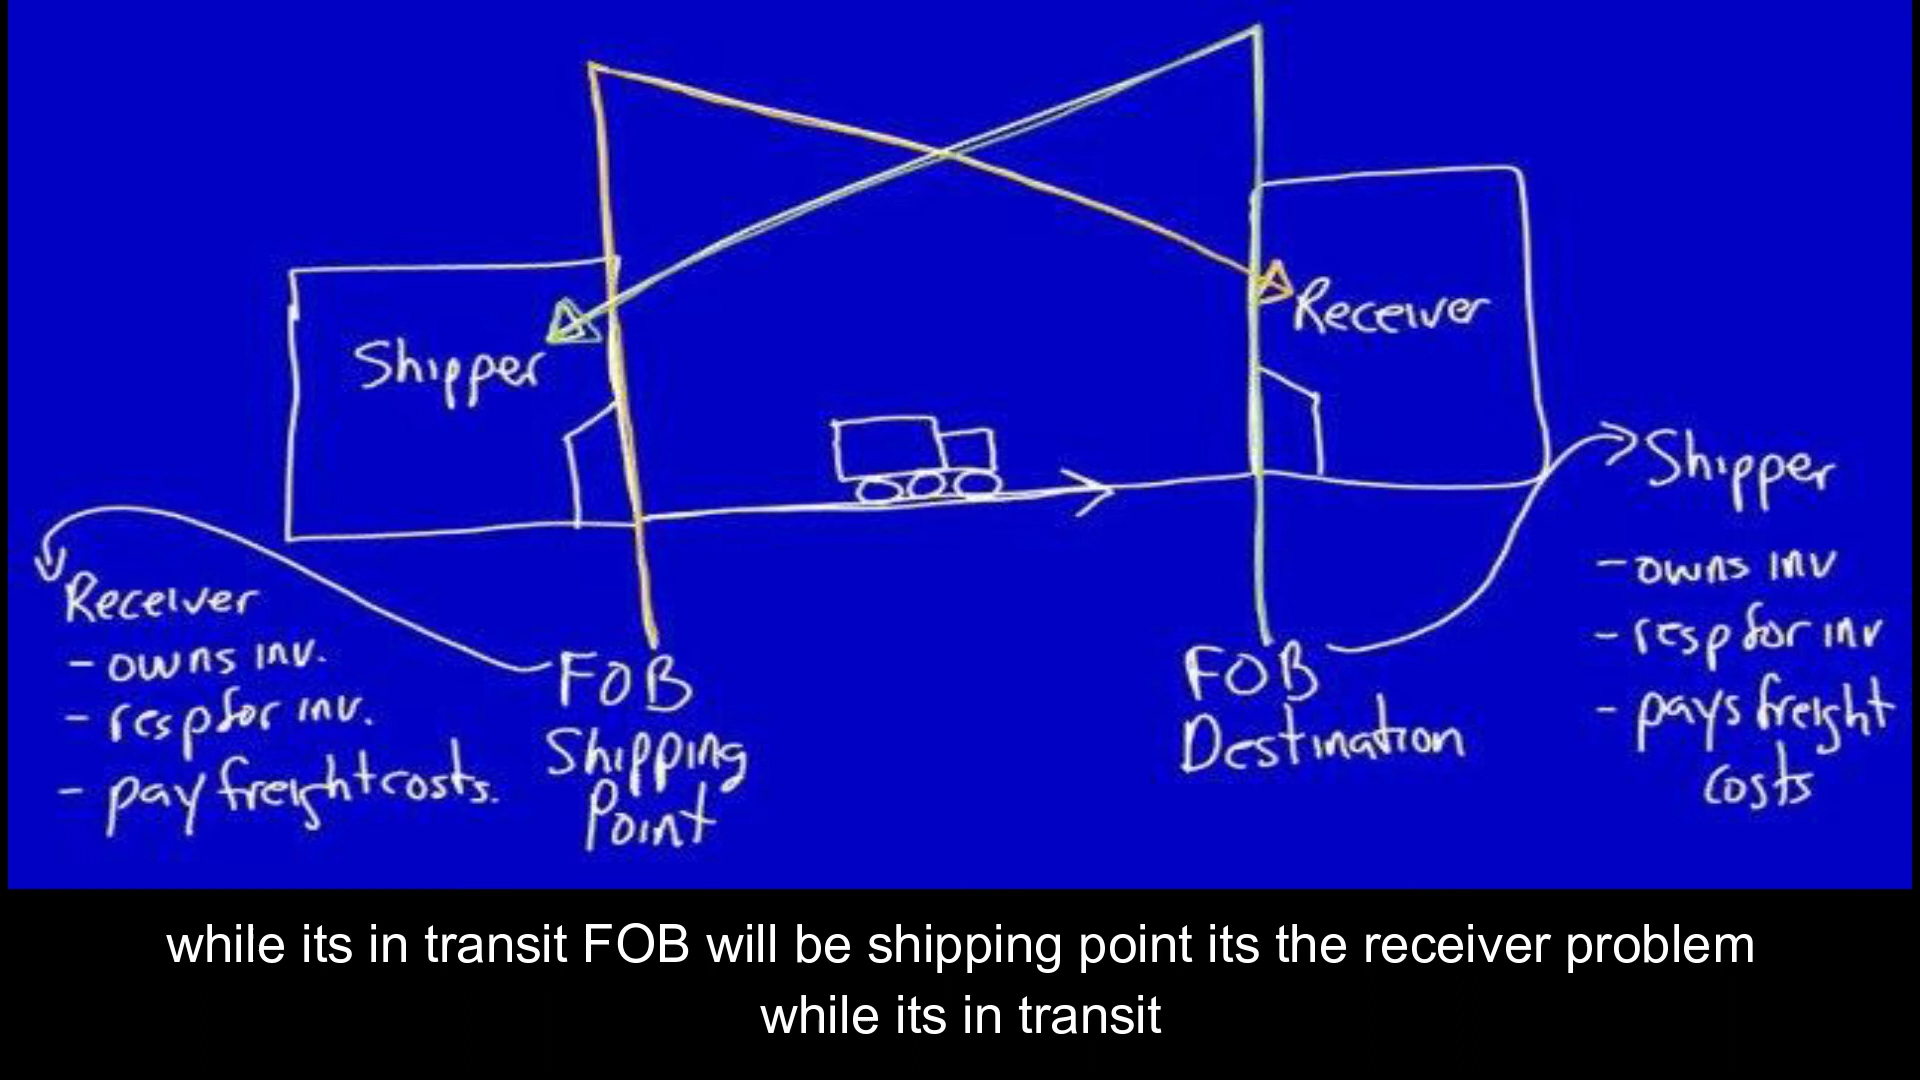 Shipper
Receiver
Receiver
- owns inv.
- resp for inv.
- pay freight costs.
FOB
Shipping
Point
FOB
Destination
Shipper
- owns inv
- resp for inv
- pays freight
costs
while its in transit FOB will be shipping point its the receiver problem
while its in transit